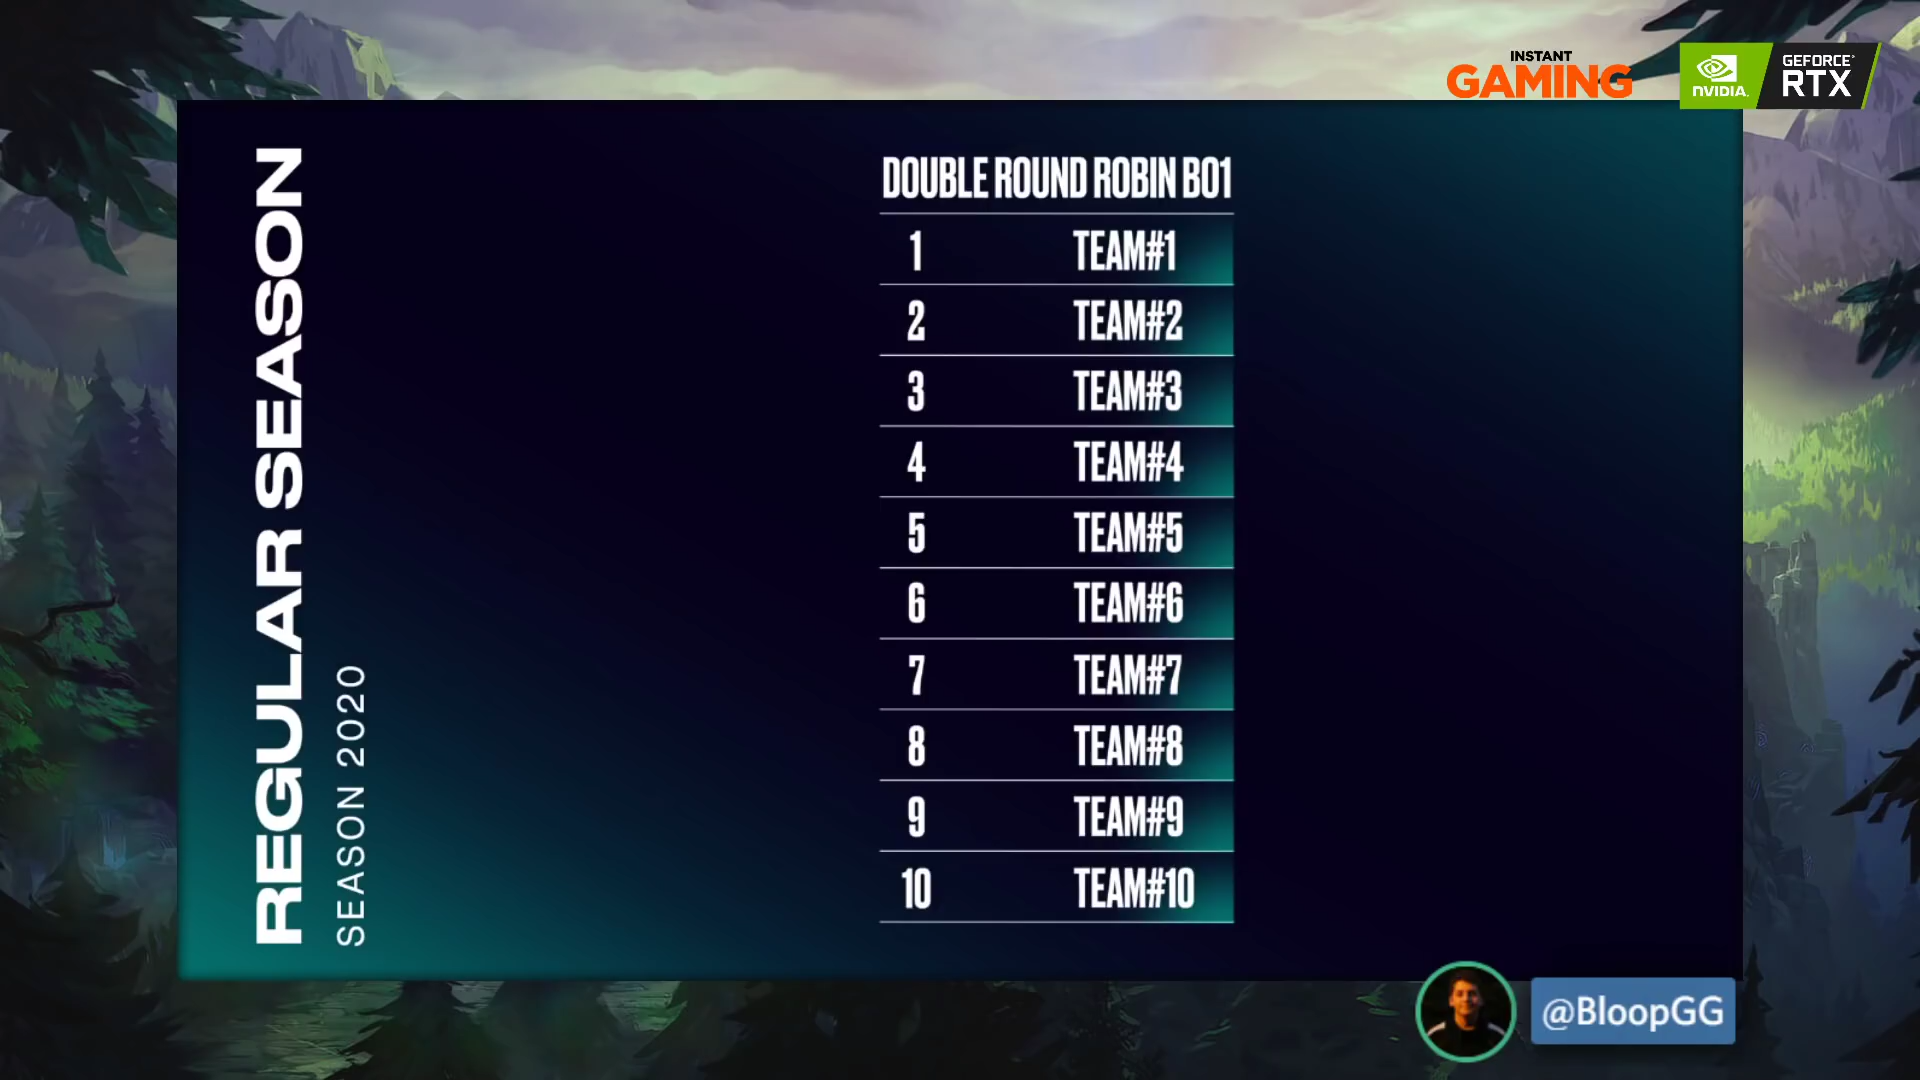 INSTANT
GAMING
NVIDIA.
GEFORCE
RTX
REGULAR SEASON
SEASON 2020
DOUBLE ROUND ROBIN BO1
1 TEAM#1
2 TEAM#2
3 TEAM#3
4 TEAM#4
5 TEAM#5
6 TEAM#6
7 TEAM#7
8 TEAM#8
9 TEAM#9
10 TEAM#10
@BloopGG